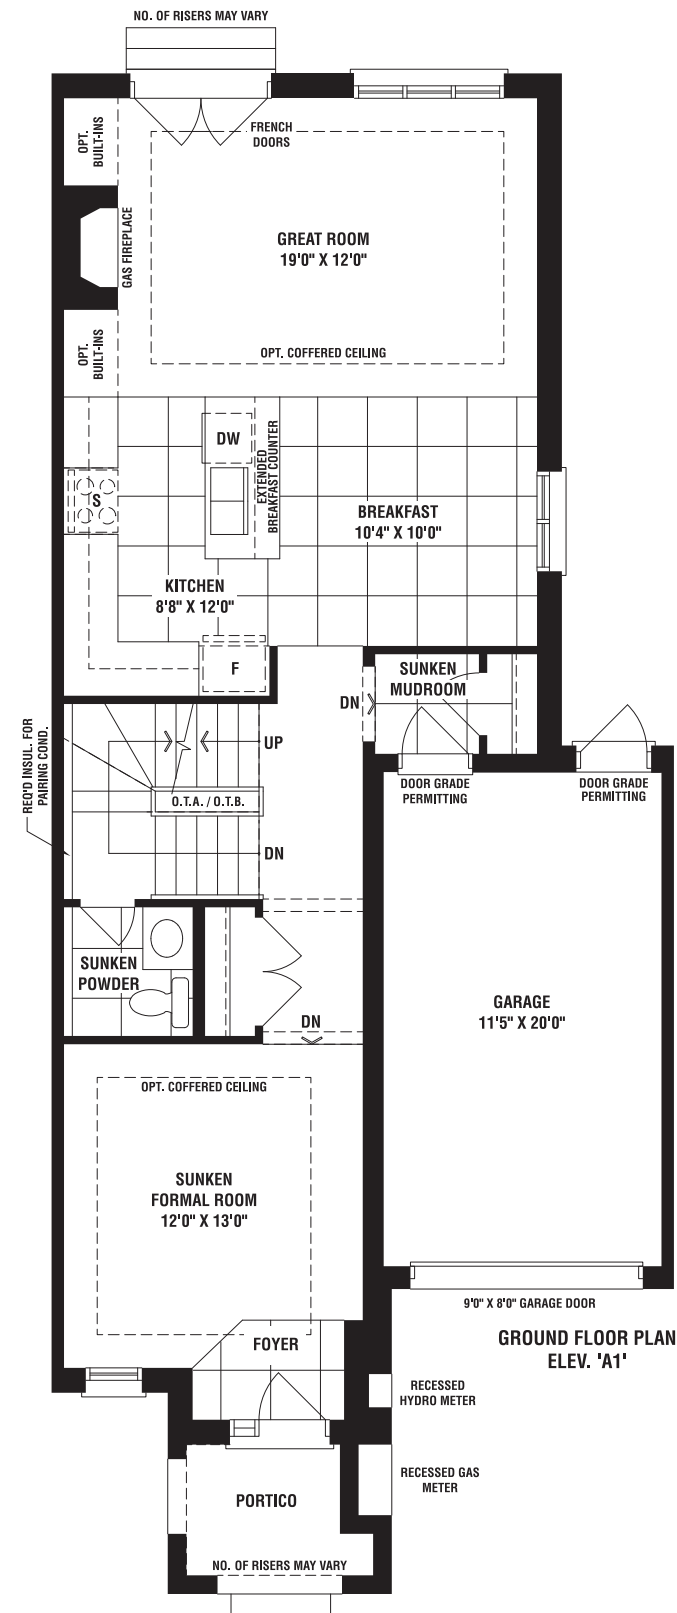 NO. OF RISERS MAY VARY
OPT.
BUILT-INS
FRENCH
DOORS
GAS FIREPLACE
GREAT ROOM
19'0" X 12'0"
OPT.
BUILT-INS
OPT. COFFERED CEILING
DW
EXTENDED
BREAKFAST COUNTER
S
BREAKFAST
10'4" X 10'0"
KITCHEN
8'8" X 12'0"
F
SUNKEN
MUDROOM
DN
UP
REQ'D INSUL. FOR
PAIRING COND.
DOOR GRADE
PERMITTING
DOOR GRADE
PERMITTING
O.T.A. / O.T.B.
DN
SUNKEN
POWDER
DN
GARAGE
11'5" X 20'0"
OPT. COFFERED CEILING
SUNKEN
FORMAL ROOM
12'0" X 13'0"
9'0" X 8'0" GARAGE DOOR
FOYER
GROUND FLOOR PLAN
ELEV. 'A1'
RECESSED
HYDRO METER
RECESSED GAS
METER
PORTICO
NO. OF RISERS MAY VARY